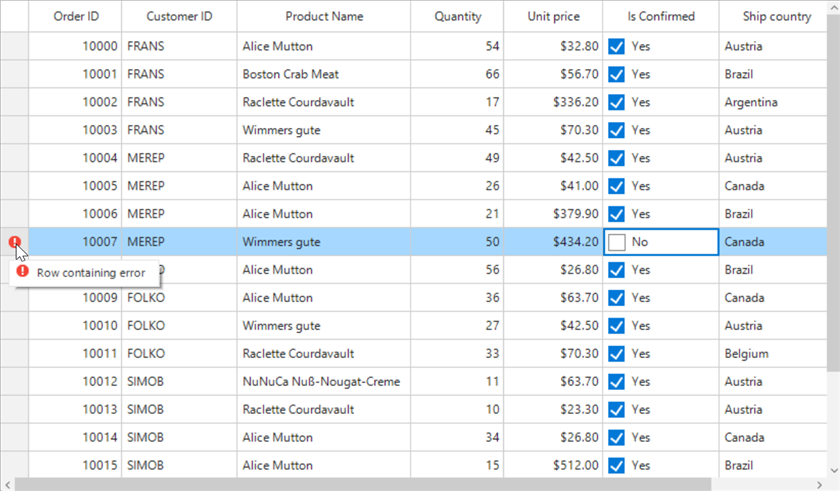 Order ID Customer ID Product Name Quantity Unit price Is Confirmed Ship country
10000 FRANS Alice Mutton 54 $32.80 Yes Austria
10001 FRANS Boston Crab Meat 66 $56.70 Yes Brazil
10002 FRANS Raclette Courdavault 17 $336.20 Yes Argentina
10003 FRANS Wimmers gute 45 $70.30 Yes Austria
10004 MEREP Raclette Courdavault 49 $42.50 Yes Austria
10005 MEREP Alice Mutton 26 $41.00 Yes Canada
10006 MEREP Alice Mutton 21 $379.90 Yes Brazil
10007 MEREP Wimmers gute 50 $434.20 No Canada
Row containing error
Alice Mutton 56 $26.80 Yes Brazil
10009 FOLKO Alice Mutton 36 $63.70 Yes Canada
10010 FOLKO Wimmers gute 27 $42.50 Yes Austria
10011 FOLKO Raclette Courdavault 33 $70.30 Yes Belgium
10012 SIMOB NuNuCa Nuß-Nougat-Creme 11 $63.70 Yes Austria
10013 SIMOB Raclette Courdavault 10 $23.30 Yes Austria
10014 SIMOB Alice Mutton 34 $26.80 Yes Canada
10015 SIMOB Alice Mutton 15 $512.00 Yes Brazil